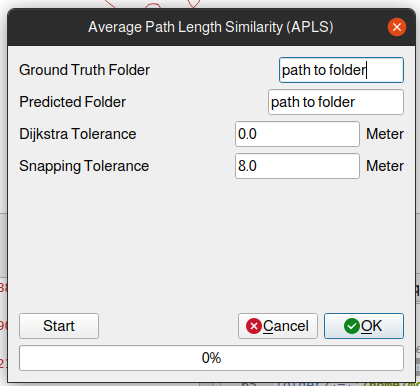 Average Path Length Similarity (APLS)
Ground Truth Folder path to folder
Predicted Folder path to folder
Dijkstra Tolerance 0.0 Meter
Snapping Tolerance 8.0 Meter
Start Cancel OK
0%